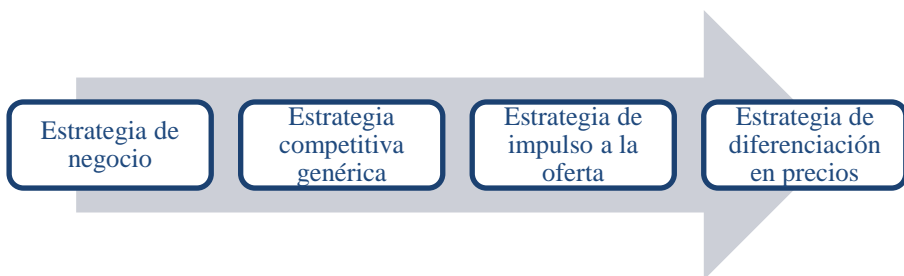 Estrategia de
negocio
Estrategia
competitiva
genérica
Estrategia de
impulso a la
oferta
Estrategia de
diferenciación
en precios